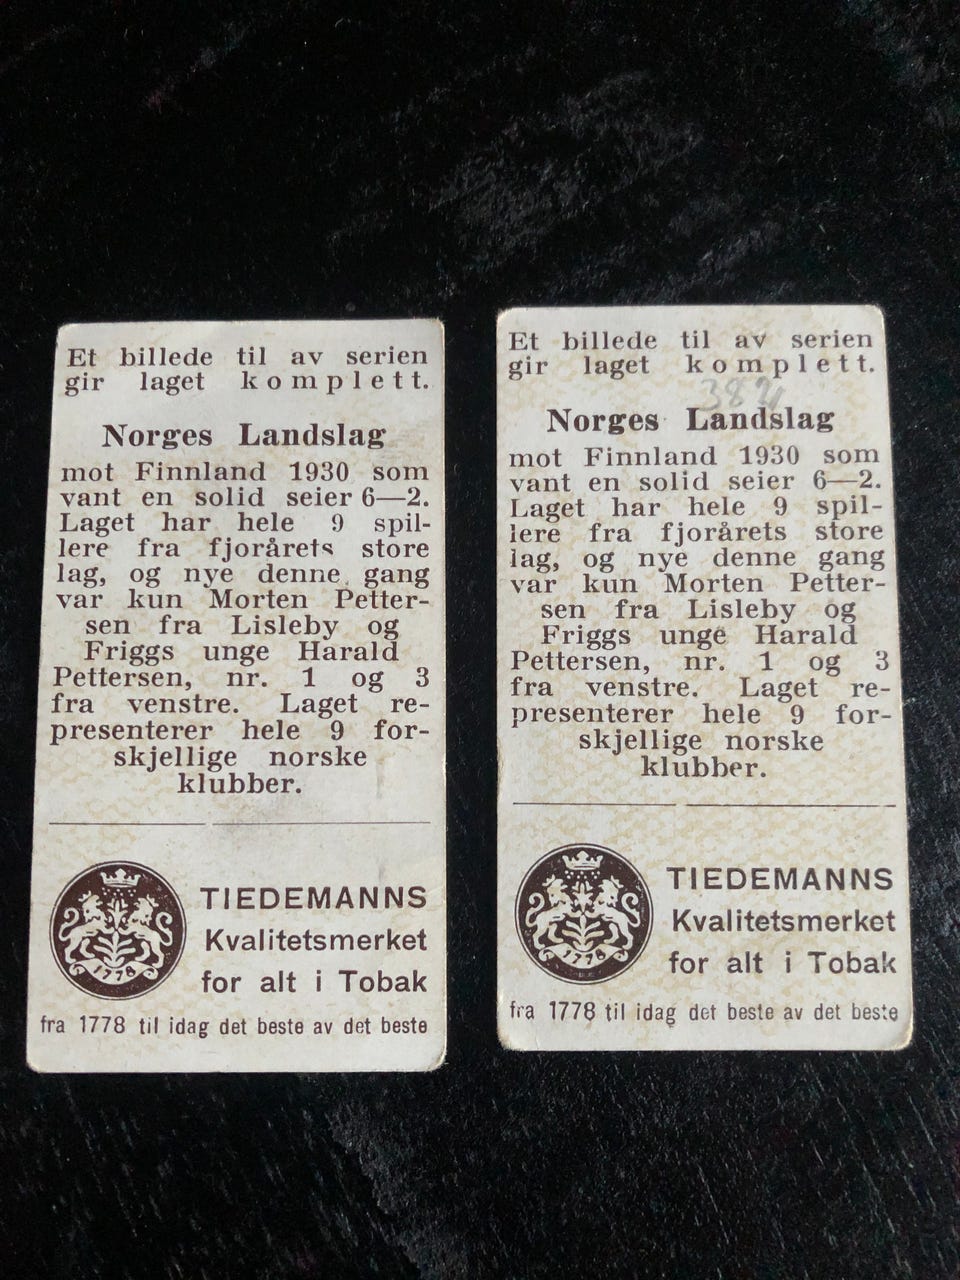 Et billede til av serien
gir laget komplett.
Norges Landslag
mot Finnland 1930 som
vant en solid seier 6—2.
Laget har hele 9 spil-
lere fra fjorårets store
lag, og nye denne gang
var kun Morten Petter-
sen fra Lisleby og
Friggs unge Harald
Pettersen, nr. 1 og 3
fra venstre. Laget re-
presenterer hele 9 for-
skjellige norske
klubber.
1778
TIEDEMANNS
Kvalitetsmerket
for alt i Tobak
fra 1778 til idag det beste av det beste
Et billede til av serien
gir laget komplett.
Norges Landslag
mot Finnland 1930 som
vant en solid seier 6—2.
Laget har hele 9 spil-
lere fra fjorårets store
lag, og nye denne gang
var kun Morten Petter-
sen fra Lisleby og
Friggs unge Harald
Pettersen, nr. 1 og 3
fra venstre. Laget re-
presenterer hele 9 for-
skjellige norske
klubber.
1778
TIEDEMANNS
Kvalitetsmerket
for alt i Tobak
fra 1778 til idag det beste av det beste